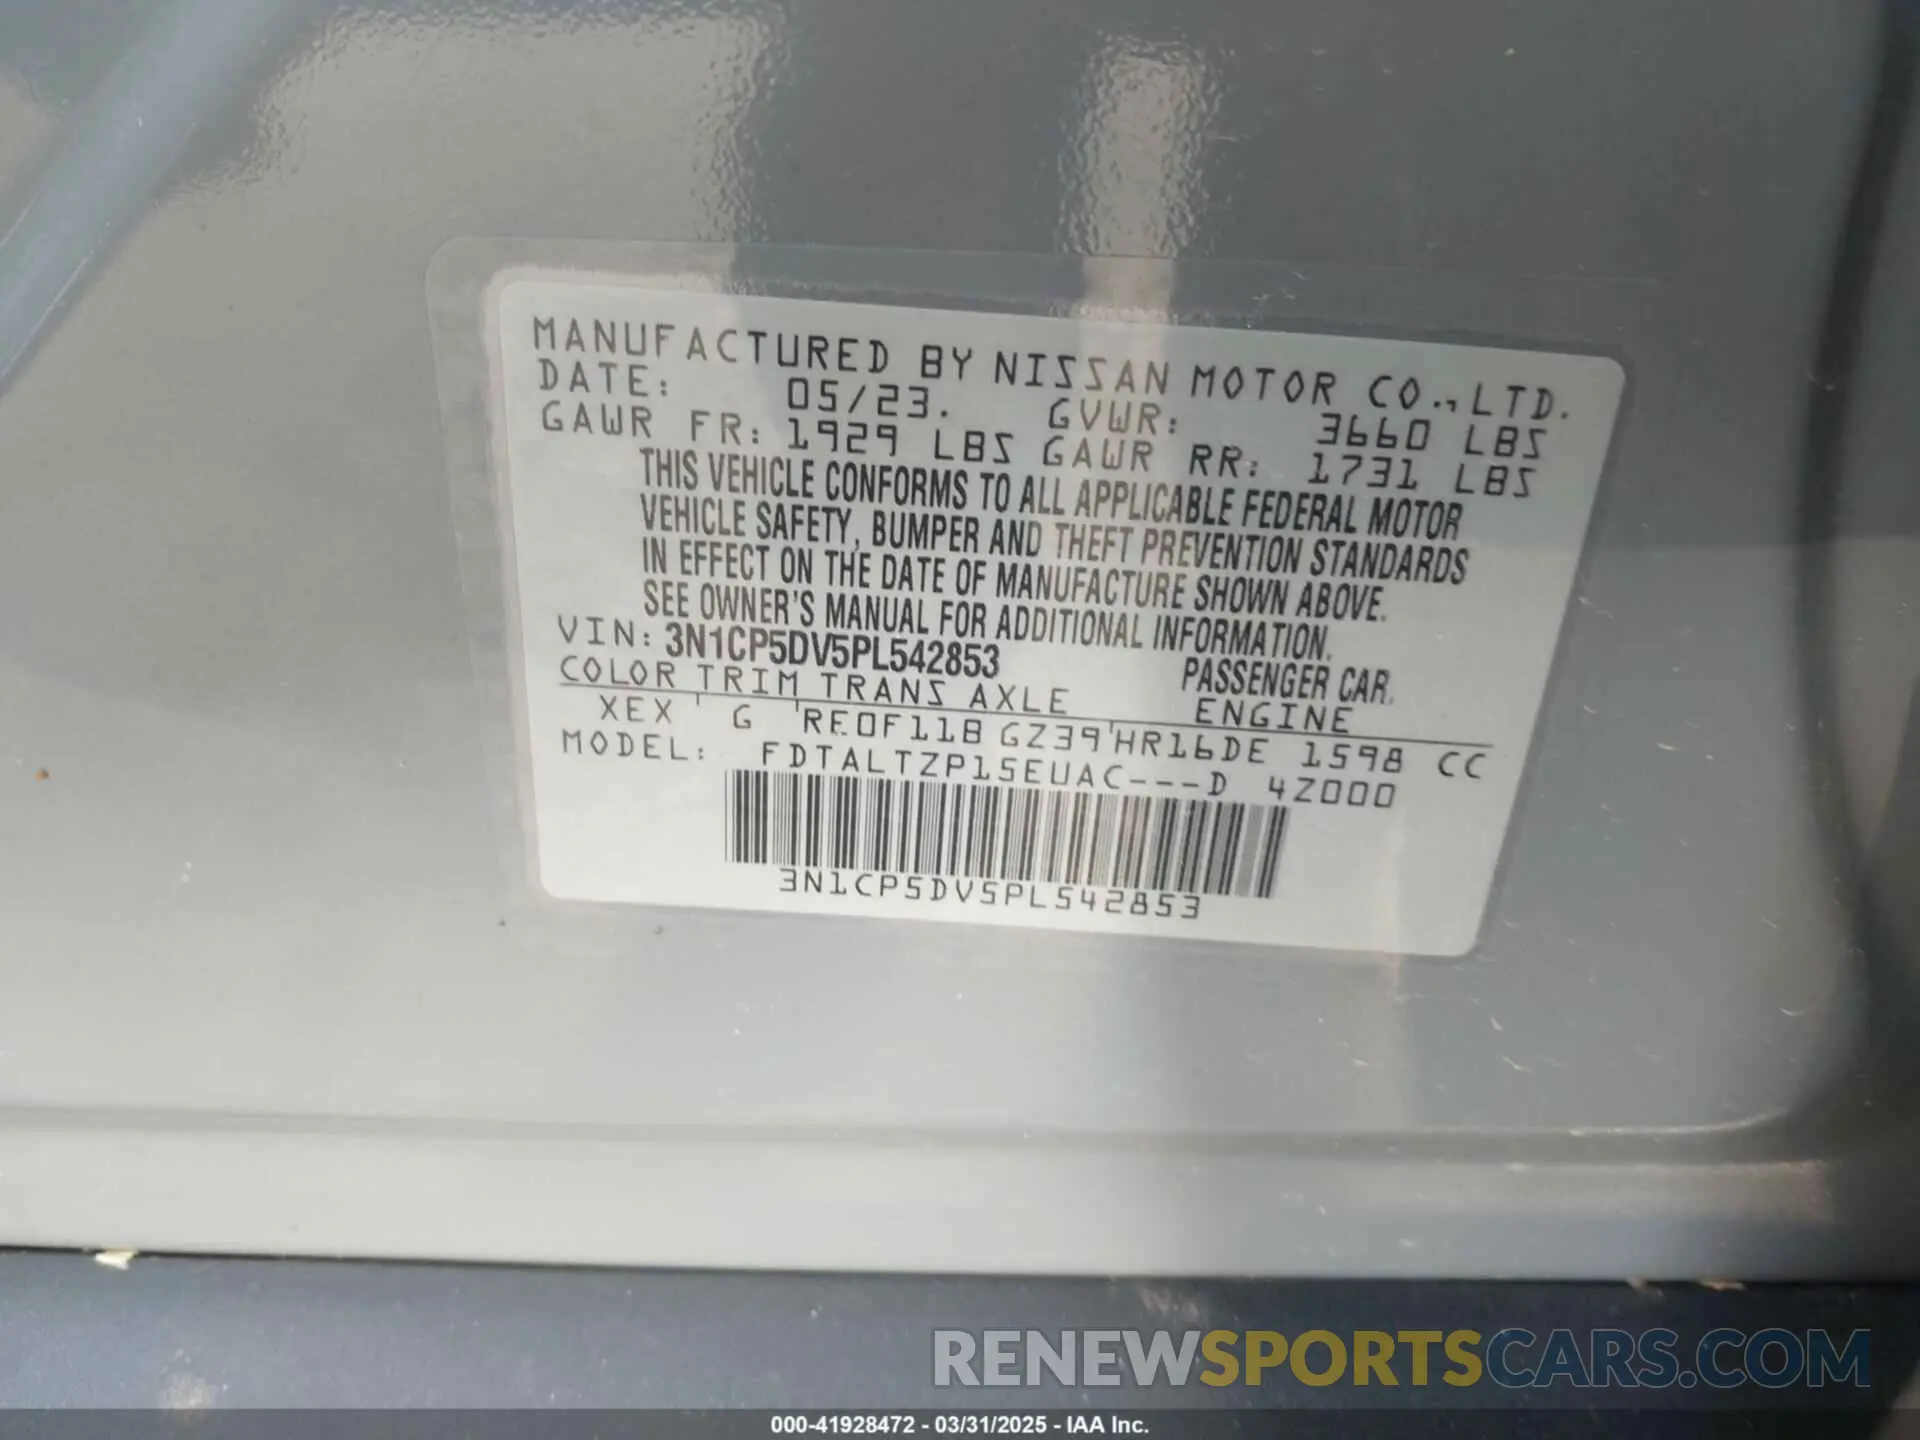 MANUFACTURED BY NISSAN MOTOR CO., LTD.
DATE: 05/23. GVWR: 3660 LBS
GAWR FR: 1929 LBS GAWR RR: 1731 LBS
THIS VEHICLE CONFORMS TO ALL APPLICABLE FEDERAL MOTOR
VEHICLE SAFETY, BUMPER AND THEFT PREVENTION STANDARDS
IN EFFECT ON THE DATE OF MANUFACTURE SHOWN ABOVE.
SEE OWNER'S MANUAL FOR ADDITIONAL INFORMATION.
VIN: 3N1CP5DV5PL542853 PASSENGER CAR.
COLOR TRIM TRANS AXLE ENGINE
XEX G RE0F11B GZ39 HR16DE 1598 CC
MODEL: FDTALTZP15EUAC---D 4Z000
3N1CP5DV5PL542853
RENEWSPORTSCARS.COM
000-41928472 - 03/31/2025 - IAA Inc.